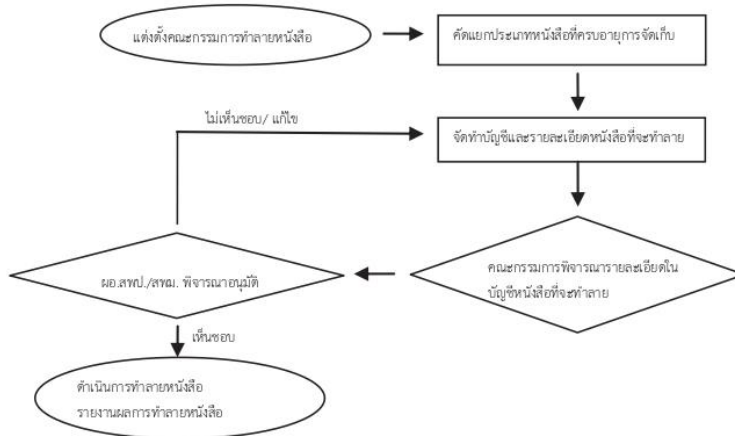 แต่งตั้งคณะกรรมการทำลายหนังสือ
คัดแยกประเภทหนังสือที่ครบอายุการจัดเก็บ
ไม่เห็นชอบ/ แก้ไข
จัดทำบัญชีและรายละเอียดหนังสือที่จะทำลาย
คณะกรรมการพิจารณารายละเอียดใน
บัญชีหนังสือที่จะทำลาย
ผอ.สพป./สพม. พิจารณาอนุมัติ
เห็นชอบ
ดำเนินการทำลายหนังสือ
รายงานผลการทำลายหนังสือ